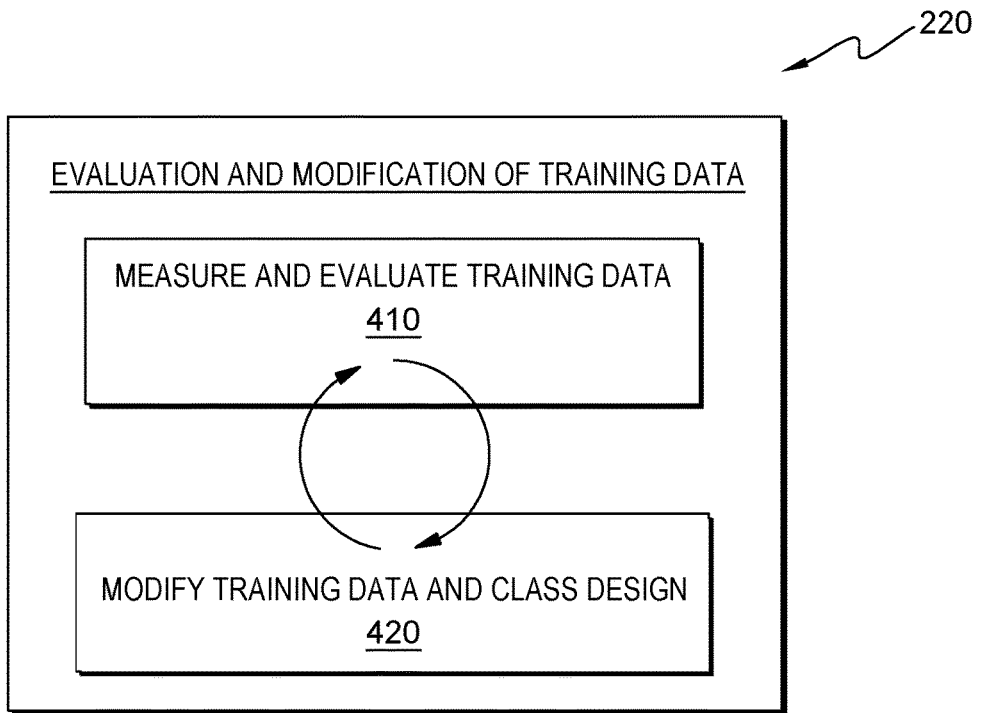 220
EVALUATION AND MODIFICATION OF TRAINING DATA
MEASURE AND EVALUATE TRAINING DATA
410
MODIFY TRAINING DATA AND CLASS DESIGN
420